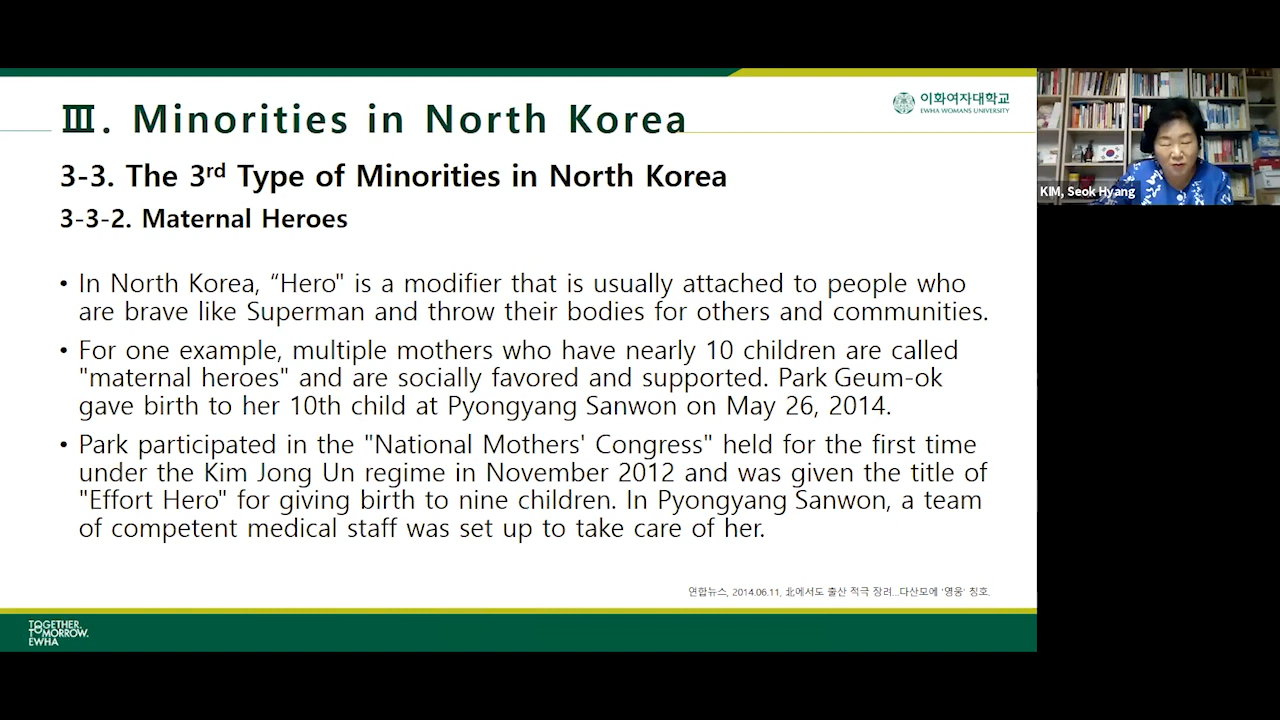 Ⅲ. Minorities in North Korea
이화여자대학교
EWHA WOMANS UNIVERSITY
3-3. The 3rd Type of Minorities in North Korea
3-3-2. Maternal Heroes
KIM, Seok Hyang
• In North Korea, “Hero" is a modifier that is usually attached to people who
are brave like Superman and throw their bodies for others and communities.
• For one example, multiple mothers who have nearly 10 children are called
"maternal heroes" and are socially favored and supported. Park Geum-ok
gave birth to her 10th child at Pyongyang Sanwon on May 26, 2014.
• Park participated in the "National Mothers' Congress" held for the first time
under the Kim Jong Un regime in November 2012 and was given the title of
"Effort Hero" for giving birth to nine children. In Pyongyang Sanwon, a team
of competent medical staff was set up to take care of her.
연합뉴스, 2014.06.11, 北에서도 출산 적극 장려...다산모에 '영웅' 칭호.
TOGETHER.
TOMORROW.
EWHA